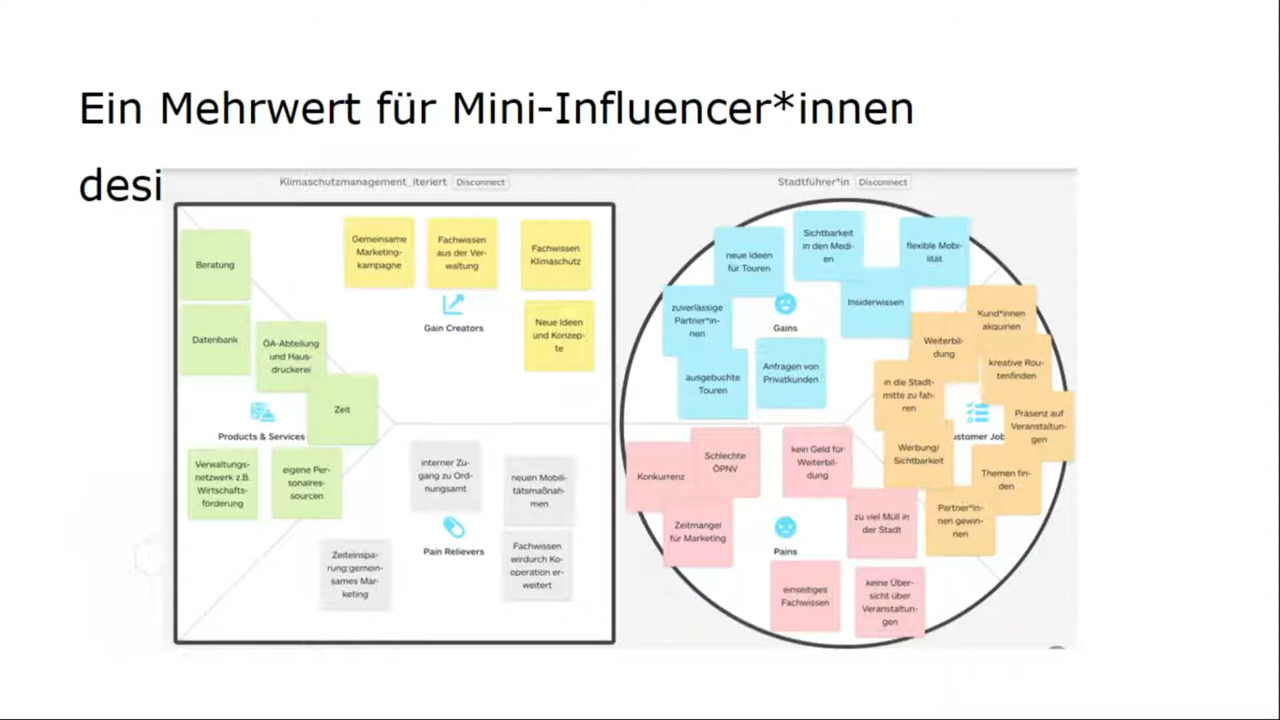 Ein Mehrwert für Mini-Influencer*innen
desi
Klimaschutzmanagement_iteriert
Disconnect
Beratung
Datenbank
ÖA-Abteilung
und Haus-
druckerei
Zeit
Products & Services
Verwaltungs-
netzwerk z.B.
Wirtschafts-
förderung
eigene Per-
sonalres-
sourcen
Gemeinsame
Marketing-
kampagne
Fachwissen
aus der Ver-
waltung
Fachwissen
Klimaschutz
Gain Creators
Neue Ideen
und Konzep-
te
interner Zu-
gang zu Ord-
nungsamt
neuen Mobili-
tätsmaßnah-
men
Pain Relievers
Zeiteinspa-
rung:gemein-
sames Mar-
keting
Fachwissen
wirdurch Ko-
operation er-
weitert
Stadtführer*in
Disconnect
neue Ideen
für Touren
Sichtbarkeit
in den Medi-
en
flexible Mobi-
lität
zuverlässige
Partner*in-
nen
Gains
Insiderwissen
ausgebuchte
Touren
Anfragen von
Privatkunden
Kund*innen
akquirien
Weiterbil-
dung
kreative Rou-
tenfinden
in die Stadt-
mitte zu fah-
ren
Präsenz auf
Veranstaltun-
gen
ustomer Job
Werbung/
Sichtbarkeit
Themen fin-
den
Partner*in-
nen gewin-
nen
Konkurrenz
Schlechte
ÖPNV
kein Geld für
Weiterbil-
dung
Zeitmangel
für Marketing
Pains
zu viel Müll in
der Stadt
einseitiges
Fachwissen
keine Über-
sicht über
Veranstaltun-
gen